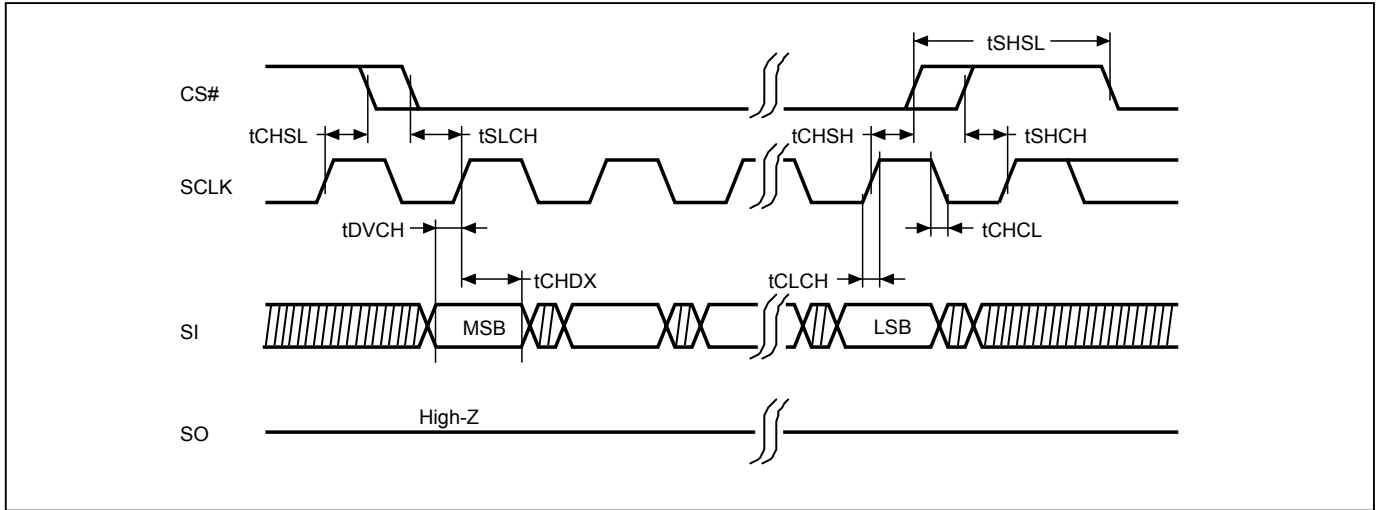 tSHSL
CS#
tCHSL
tSLCH
tCHSH
tSHCH
SCLK
tDVCH
tCHCL
tCHDX
tCLCH
SI
MSB
LSB
High-Z
SO